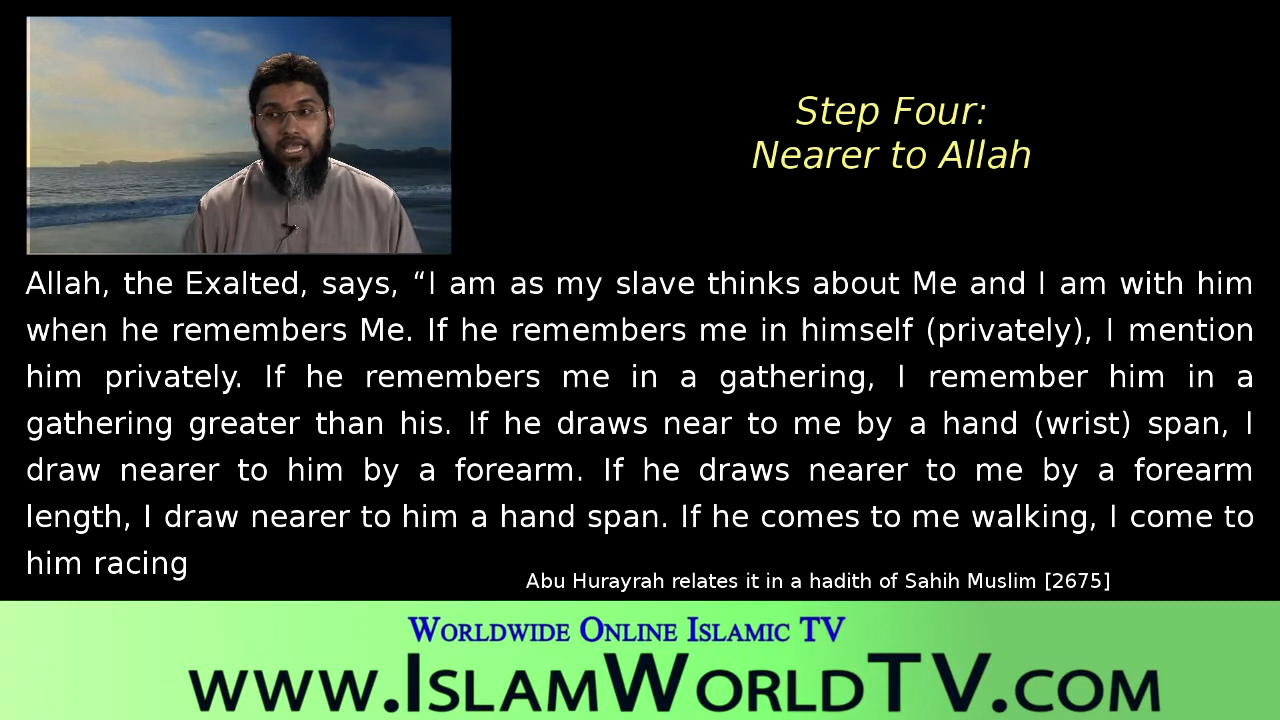 Step Four:
Nearer to Allah
Allah, the Exalted, says, “I am as my slave thinks about Me and I am with him
when he remembers Me. If he remembers me in himself (privately), I mention
him privately. If he remembers me in a gathering, I remember him in a
gathering greater than his. If he draws near to me by a hand (wrist) span, I
draw nearer to him by a forearm. If he draws nearer to me by a forearm
length, I draw nearer to him a hand span. If he comes to me walking, I come to
him racing
Abu Hurayrah relates it in a hadith of Sahih Muslim [2675]
Worldwide Online Islamic TV
www.IslamWorldTV.com